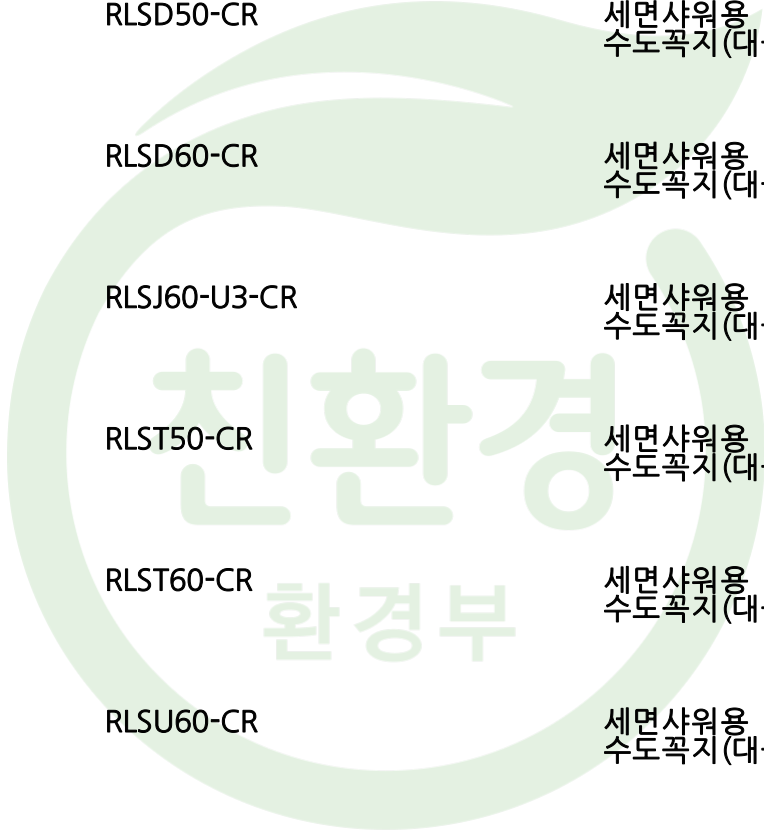 RLSD50-CR 세면샤워용
수도꼭지(대
RLSD60-CR 세면샤워용
수도꼭지(대
RLSJ60-U3-CR 세면샤워용
수도꼭지(대
친환경
RLST50-CR 세면샤워용
수도꼭지(대
RLST60-CR 세면샤워용
수도꼭지(대
환경부
RLSU60-CR 세면샤워용
수도꼭지(대